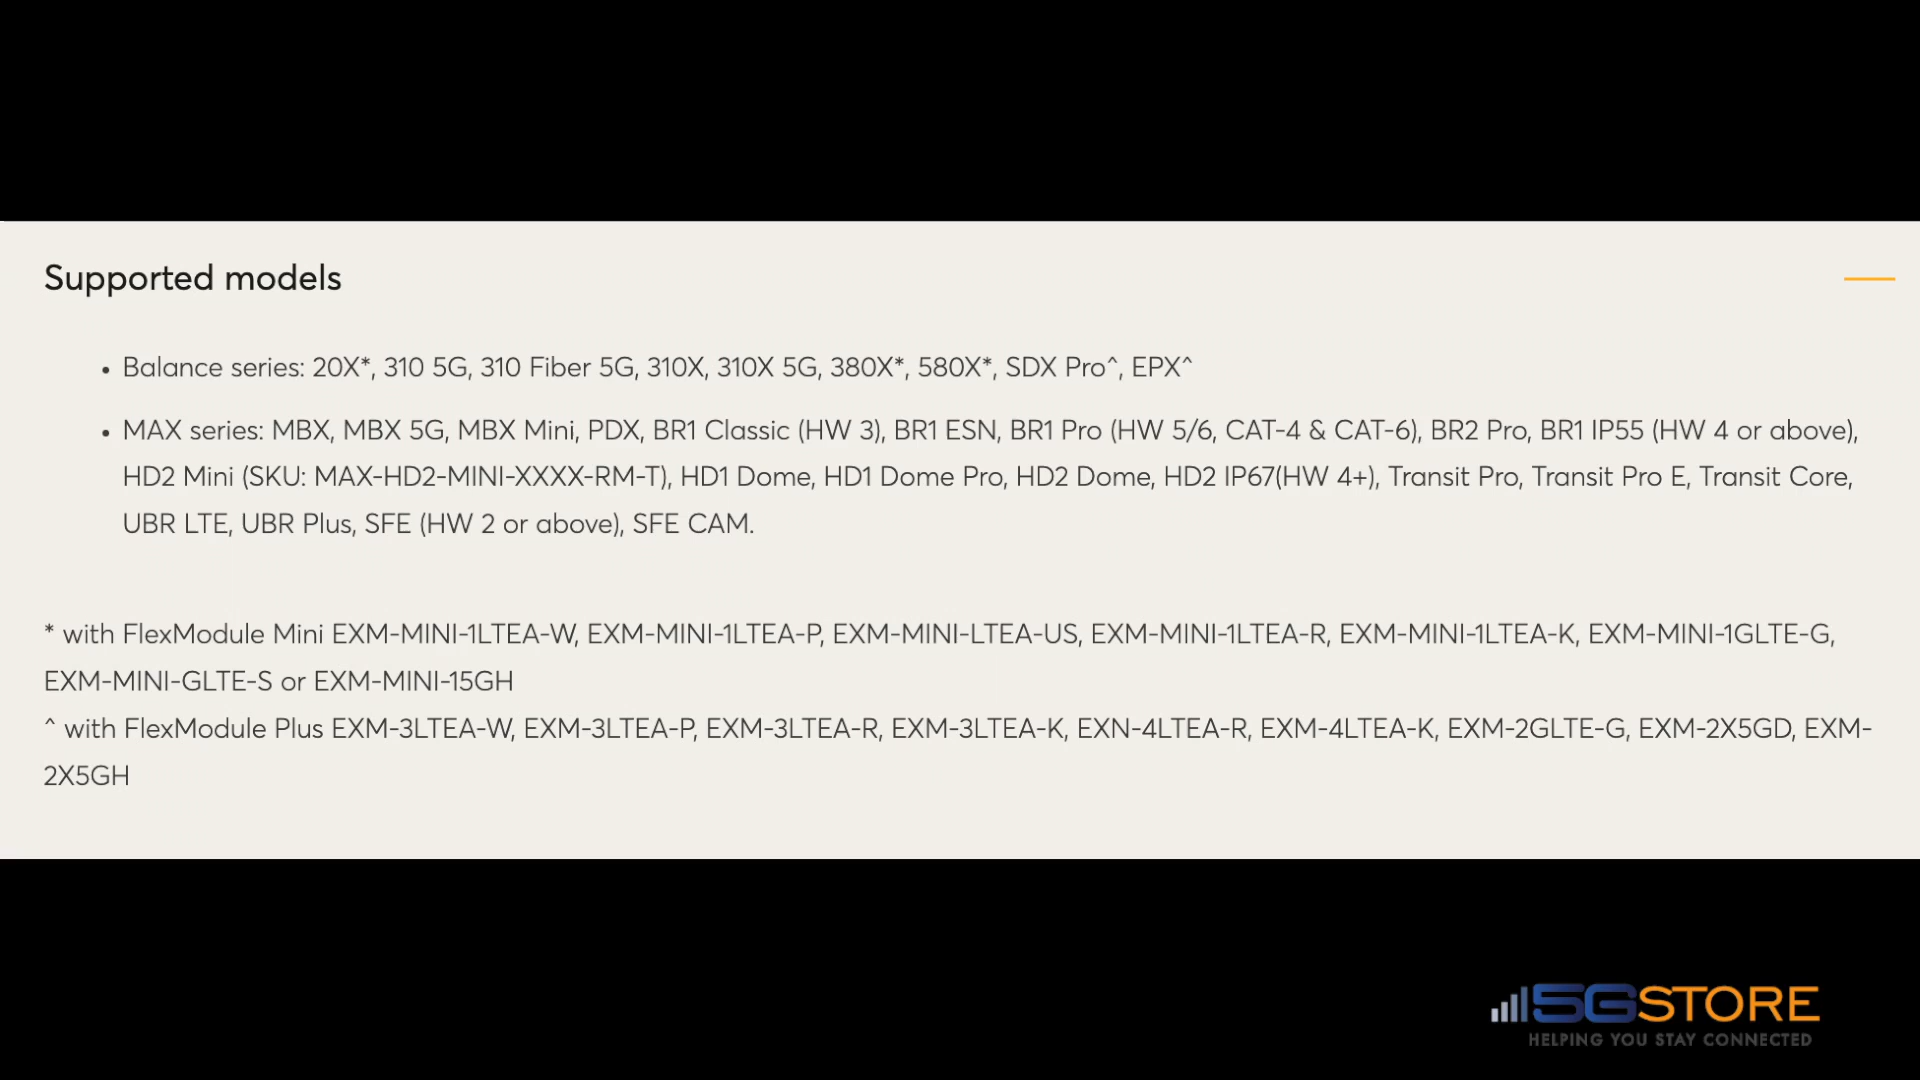 Supported models
• Balance series: 20X*, 310 5G, 310 Fiber 5G, 310X, 310X 5G, 380X*, 580X*, SDX Pro^, EPX^
• MAX series: MBX, MBX 5G, MBX Mini, PDX, BR1 Classic (HW 3), BR1 ESN, BR1 Pro (HW 5/6, CAT-4 & CAT-6), BR2 Pro, BR1 IP55 (HW 4 or above),
HD2 Mini (SKU: MAX-HD2-MINI-XXXX-RM-T), HD1 Dome, HD1 Dome Pro, HD2 Dome, HD2 IP67(HW 4+), Transit Pro, Transit Pro E, Transit Core,
UBR LTE, UBR Plus, SFE (HW 2 or above), SFE CAM.
* with FlexModule Mini EXM-MINI-1LTEA-W, EXM-MINI-1LTEA-P, EXM-MINI-LTEA-US, EXM-MINI-1LTEA-R, EXM-MINI-1LTEA-K, EXM-MINI-1GLTE-G,
EXM-MINI-GLTE-S or EXM-MINI-15GH
^ with FlexModule Plus EXM-3LTEA-W, EXM-3LTEA-P, EXM-3LTEA-R, EXM-3LTEA-K, EXN-4LTEA-R, EXM-4LTEA-K, EXM-2GLTE-G, EXM-2X5GD, EXM-
2X5GH
5GSTORE
HELPING YOU STAY CONNECTED